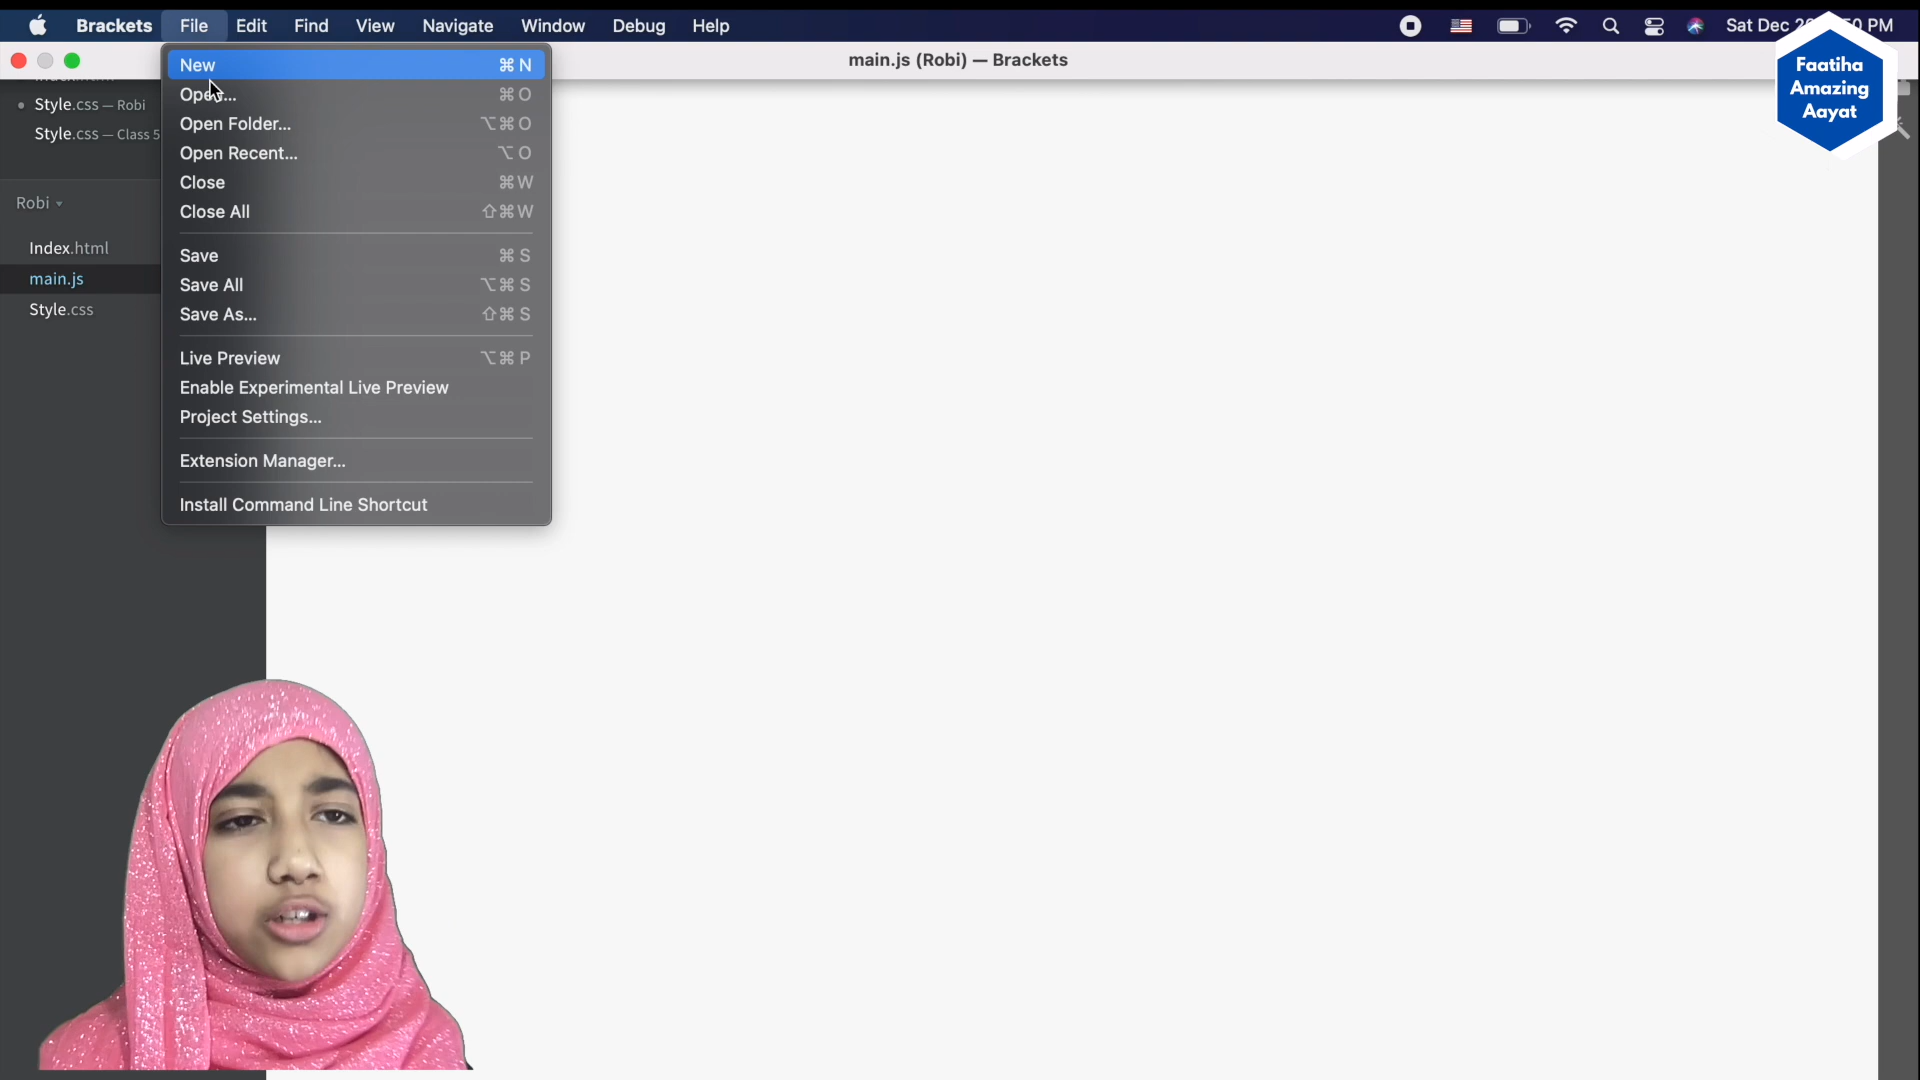 Brackets File Edit Find View Navigate Window Debug Help
Sat Dec PM
main.js (Robi) — Brackets
Faatiha
Amazing
Aayat
New ⌘ N
Open... ⌘ O
Open Folder... ⌥⌘ O
Open Recent... ⌥ O
Close ⌘ W
Close All ⇧⌘ W
Save ⌘ S
Save All ⌥⌘ S
Save As... ⇧⌘ S
Live Preview ⌥⌘ P
Enable Experimental Live Preview
Project Settings...
Extension Manager...
Install Command Line Shortcut
Style.css — Robi
Style.css — Class 5
Robi
Index.html
main.js
Style.css